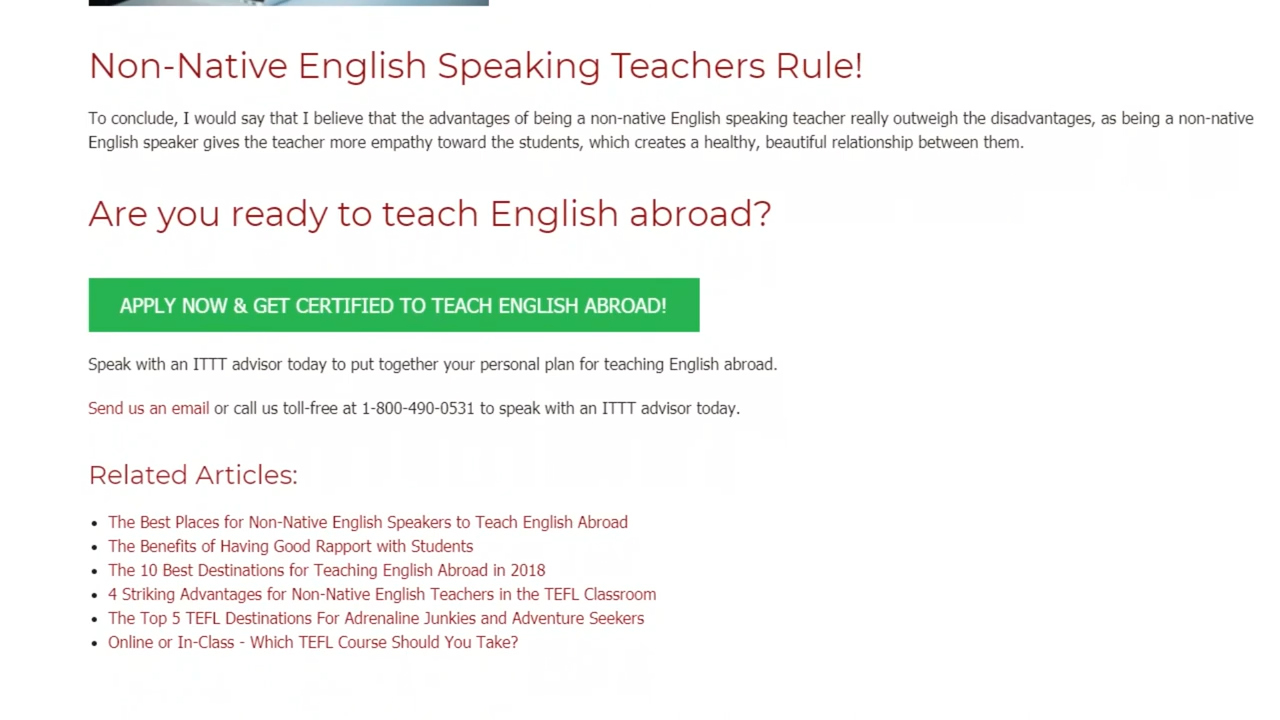 Non-Native English Speaking Teachers Rule!
To conclude, I would say that I believe that the advantages of being a non-native English speaking teacher really outweigh the disadvantages, as being a non-native
English speaker gives the teacher more empathy toward the students, which creates a healthy, beautiful relationship between them.
Are you ready to teach English abroad?
APPLY NOW & GET CERTIFIED TO TEACH ENGLISH ABROAD!
Speak with an ITTT advisor today to put together your personal plan for teaching English abroad.
Send us an email or call us toll-free at 1-800-490-0531 to speak with an ITTT advisor today.
Related Articles:
• The Best Places for Non-Native English Speakers to Teach English Abroad
• The Benefits of Having Good Rapport with Students
• The 10 Best Destinations for Teaching English Abroad in 2018
• 4 Striking Advantages for Non-Native English Teachers in the TEFL Classroom
• The Top 5 TEFL Destinations For Adrenaline Junkies and Adventure Seekers
• Online or In-Class - Which TEFL Course Should You Take?